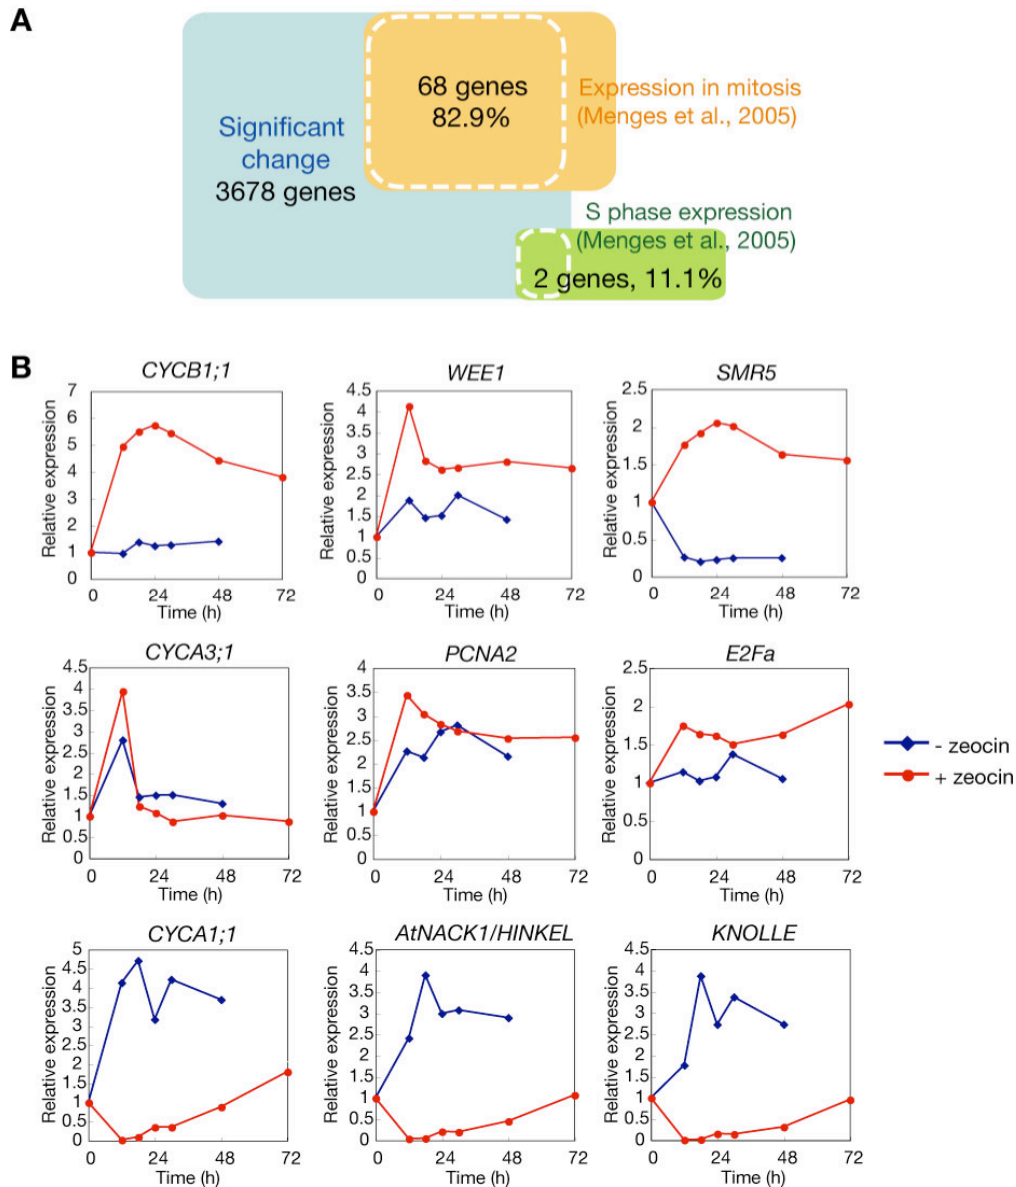 A
68 genes
82.9%
Expression in mitosis
(Menges et al., 2005)
Significant
change
3678 genes
S phase expression
(Menges et al., 2005)
2 genes, 11.1%
B
CYCB1;1
Relative expression
7
6
5
4
3
2
1
0
0 24 48 72
Time (h)
WEE1
Relative expression
4.5
4
3.5
3
2.5
2
1.5
1
0.5
0
0 24 48 72
Time (h)
SMR5
Relative expression
2.5
2
1.5
1
0.5
0
0 24 48 72
Time (h)
CYCA3;1
Relative expression
4.5
4
3.5
3
2.5
2
1.5
1
0.5
0
0 24 48 72
Time (h)
PCNA2
Relative expression
4
3.5
3
2.5
2
1.5
1
0.5
0
0 24 48 72
Time (h)
E2Fa
Relative expression
2.5
2
1.5
1
0.5
0
0 24 48 72
Time (h)
- zeocin
+ zeocin
CYCA1;1
Relative expression
5
4.5
4
3.5
3
2.5
2
1.5
1
0.5
0
0 24 48 72
Time (h)
AtNACK1/HINKEL
Relative expression
4.5
4
3.5
3
2.5
2
1.5
1
0.5
0
0 24 48 72
Time (h)
KNOLLE
Relative expression
4.5
4
3.5
3
2.5
2
1.5
1
0.5
0
0 24 48 72
Time (h)